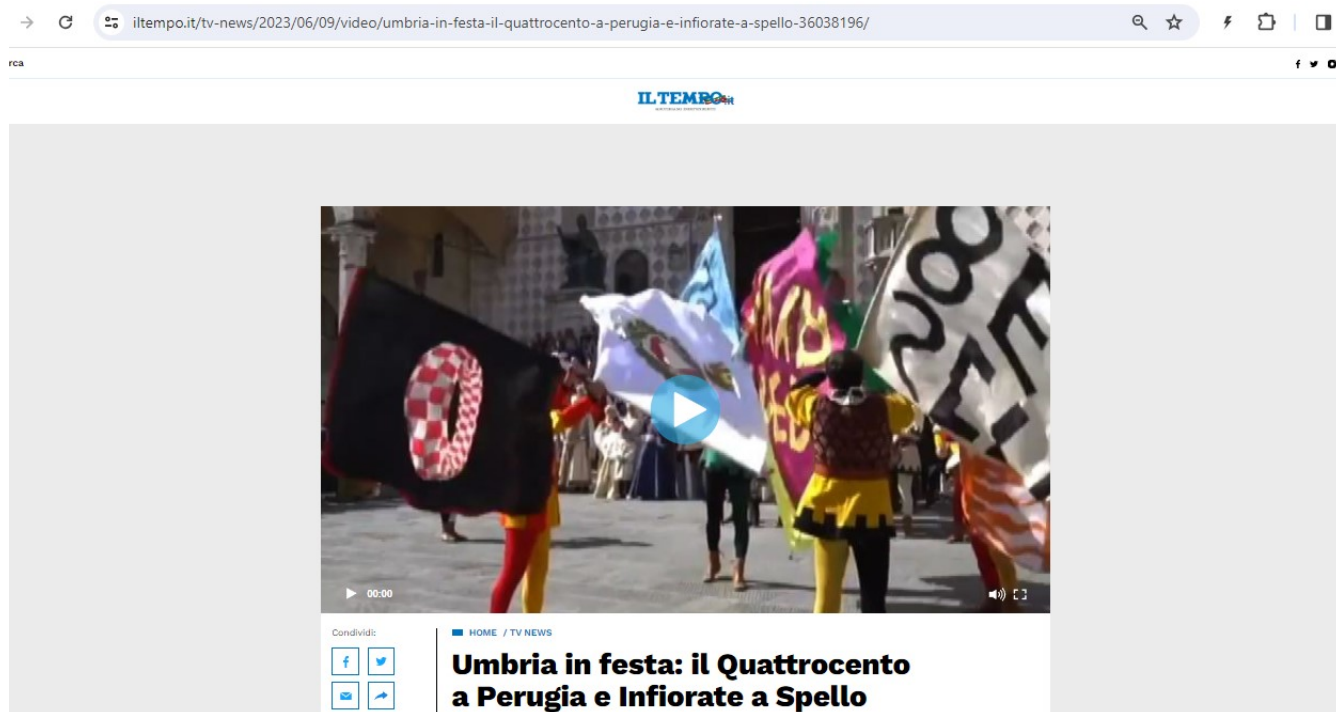 iltempo.it/tv-news/2023/06/09/video/umbria-in-festa-il-quattrocento-a-perugia-e-infiorate-a-spello-36038196/
rca
IL TEMPO.it
00:00
Condividi:
HOME / TV NEWS
Umbria in festa: il Quattrocento
a Perugia e Infiorate a Spello